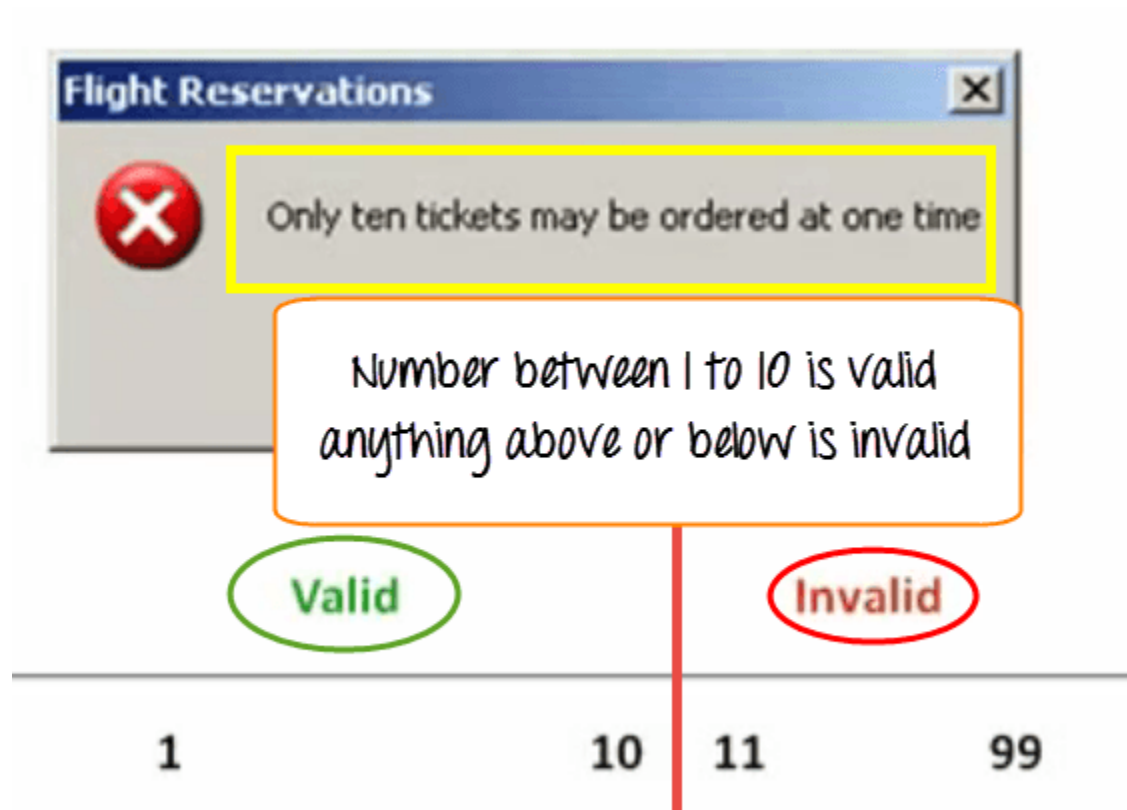 Flight Reservations
Only ten tickets may be ordered at one time
Number between 1 to 10 is valid
anything above or below is invalid
Valid Invalid
1 10 11 99